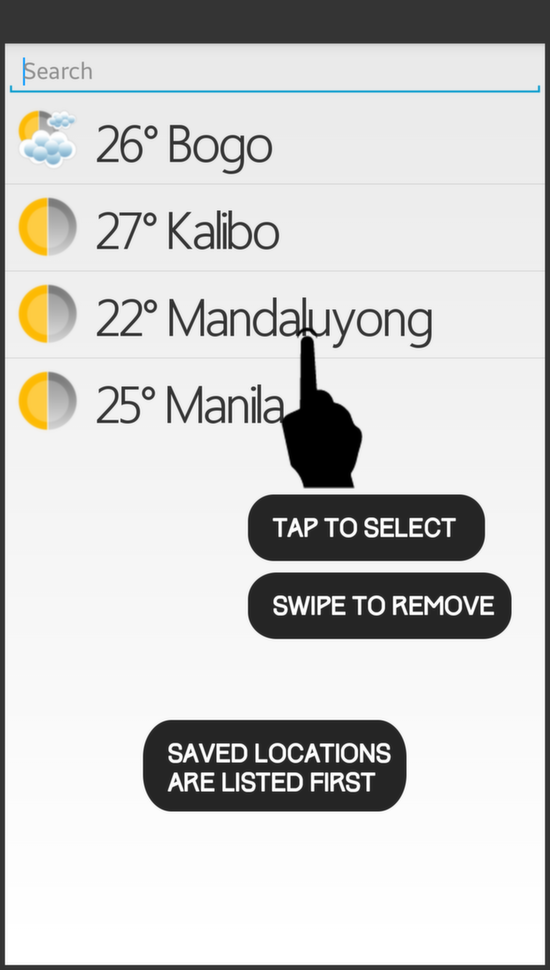 Search
26° Bogo
27° Kalibo
22° Mandaluyong
25° Manila
TAP TO SELECT
SWIPE TO REMOVE
SAVED LOCATIONS
ARE LISTED FIRST